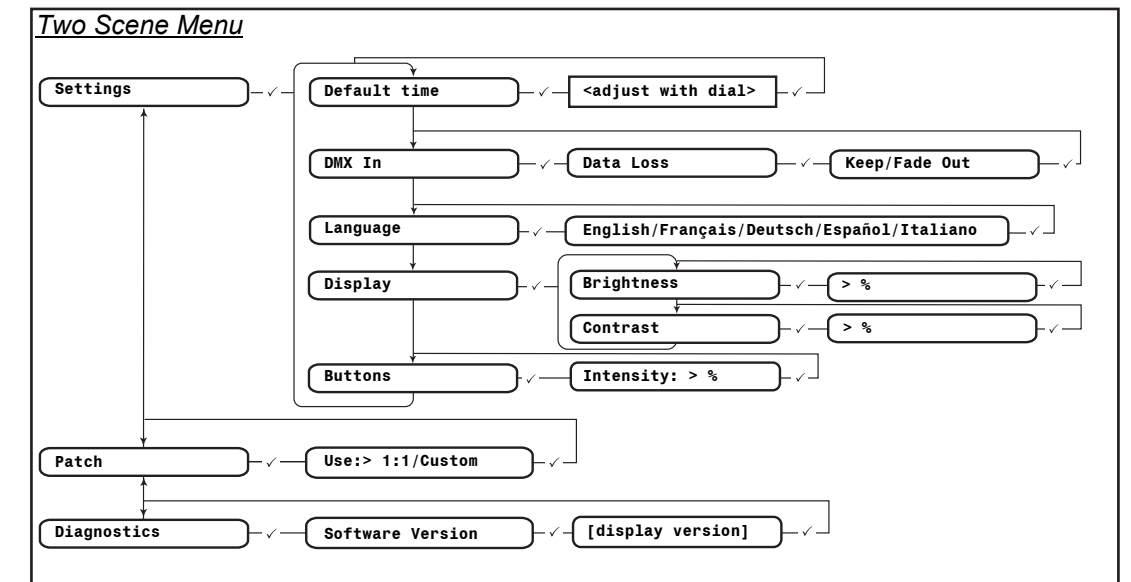 Two Scene Menu
Settings
Default time
<adjust with dial>
DMX In
Data Loss
Keep/Fade Out
Language
English/Français/Deutsch/Español/Italiano
Display
Brightness
> %
Contrast
> %
Buttons
Intensity: > %
Patch
Use:> 1:1/Custom
Diagnostics
Software Version
[display version]